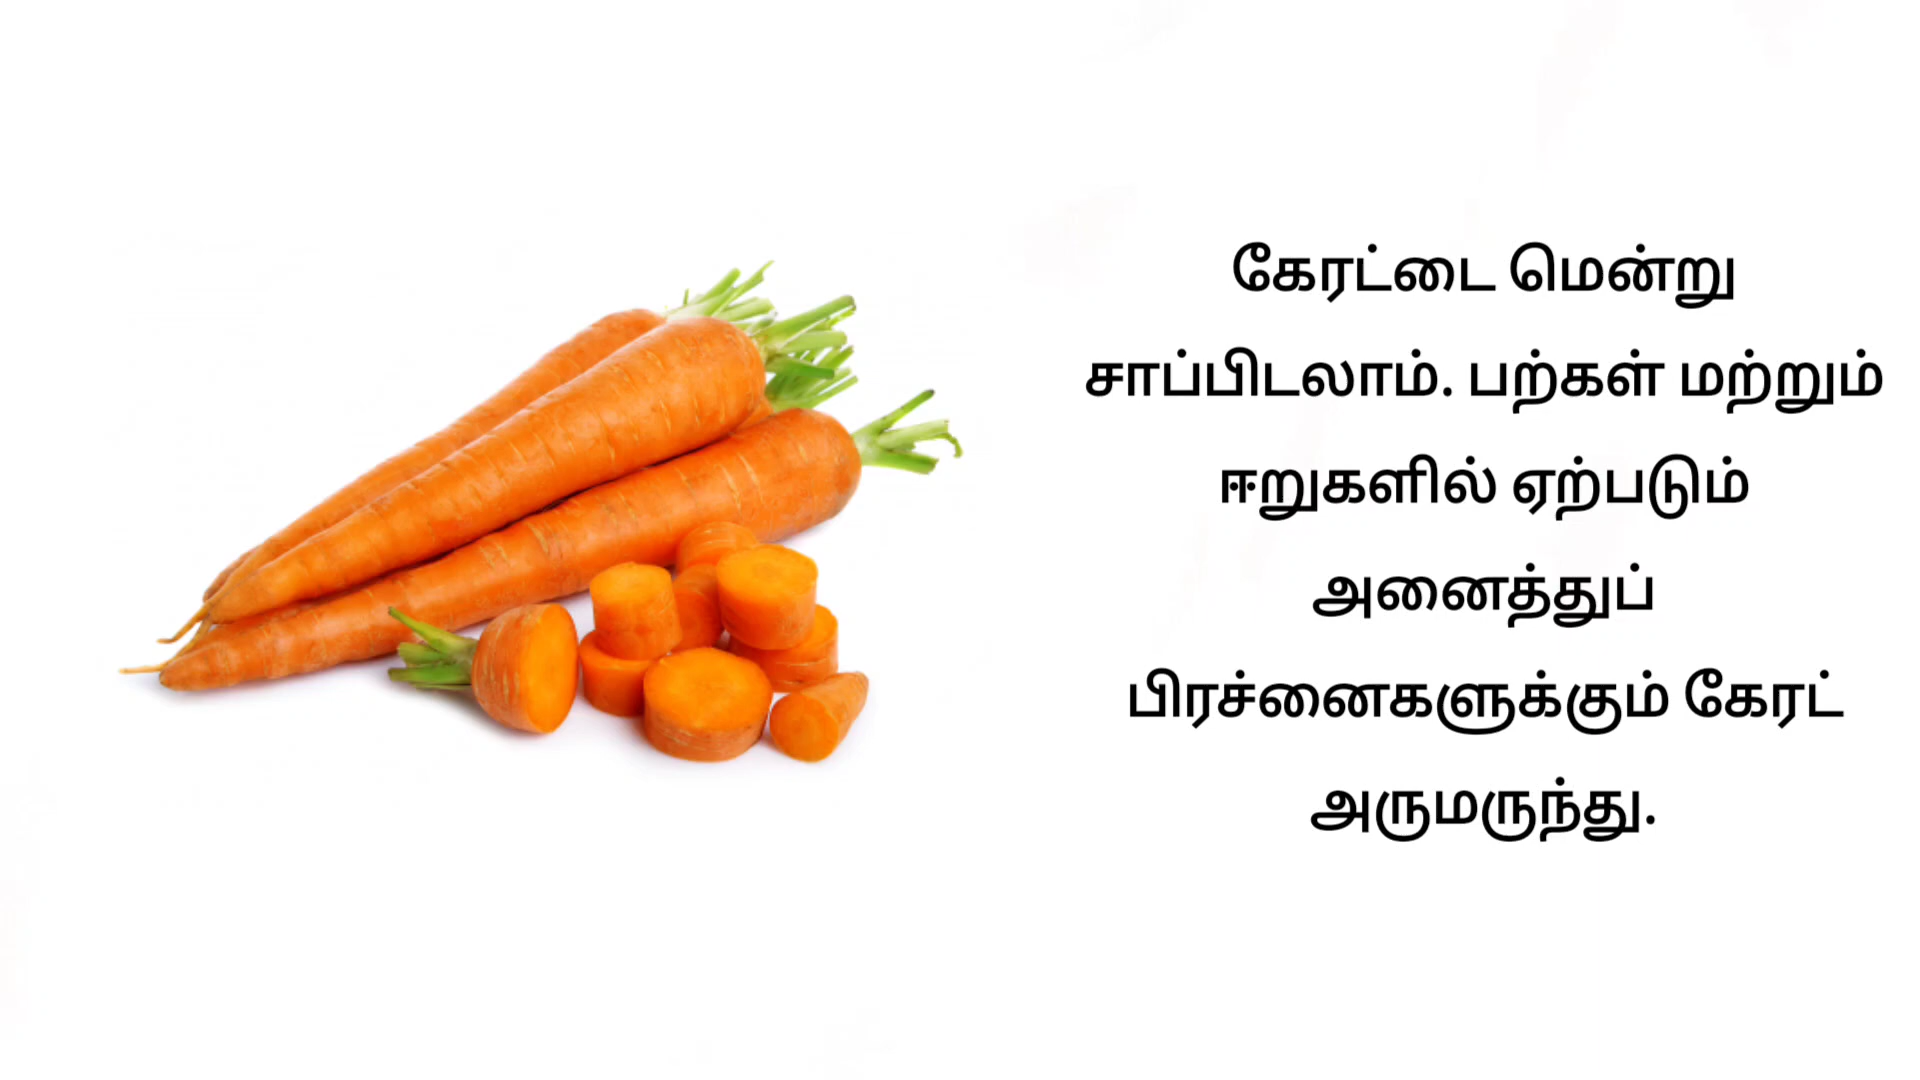 கேரட்டை மென்று
சாப்பிடலாம். பற்கள் மற்றும்
ஈறுகளில் ஏற்படும்
அனைத்துப்
பிரச்னைகளுக்கும் கேரட்
அருமருந்து.